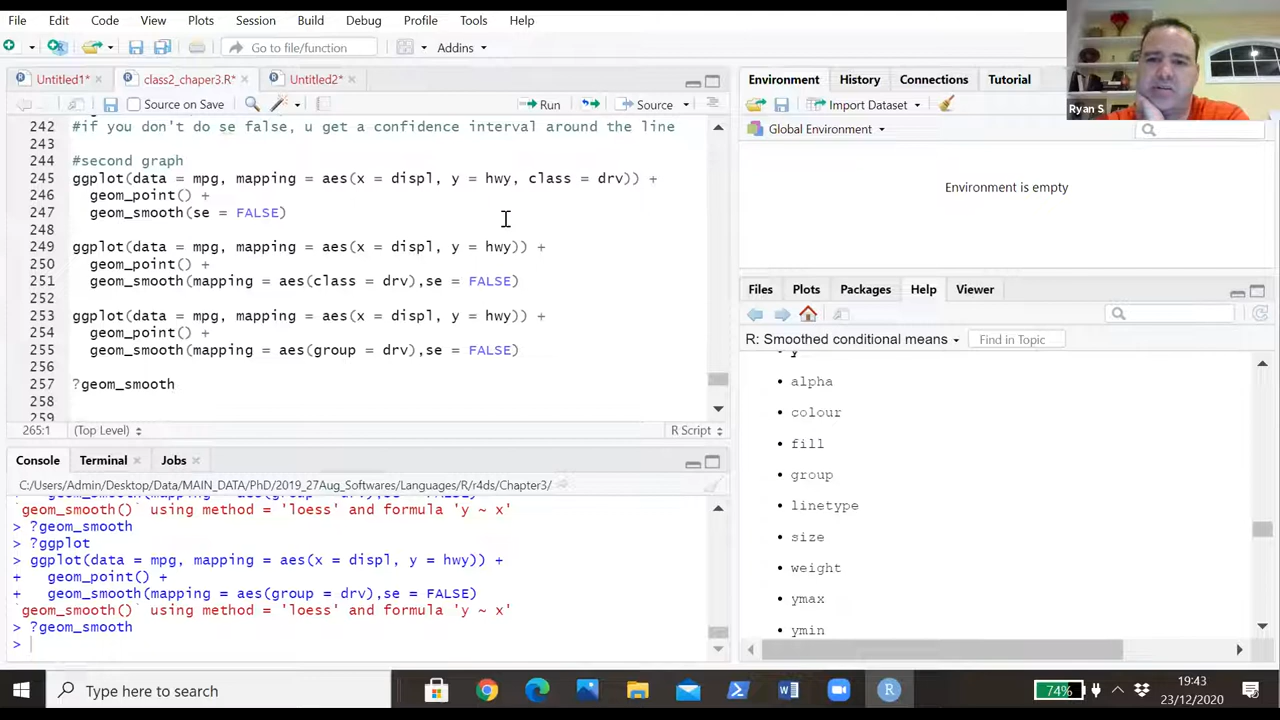 File Edit Code View Plots Session Build Debug Profile Tools Help
Go to file/function Addins
Untitled1* class2_chaper3.R* Untitled2*
Source on Save Run Source
242 #if you don't do se false, u get a confidence interval around the line
243
244 #second graph
245 ggplot(data = mpg, mapping = aes(x = displ, y = hwy, class = drv)) +
246 geom_point() +
247 geom_smooth(se = FALSE)
248
249 ggplot(data = mpg, mapping = aes(x = displ, y = hwy)) +
250 geom_point() +
251 geom_smooth(mapping = aes(class = drv),se = FALSE)
252
253 ggplot(data = mpg, mapping = aes(x = displ, y = hwy)) +
254 geom_point() +
255 geom_smooth(mapping = aes(group = drv),se = FALSE)
256
257 ?geom_smooth
258
259
265:1 (Top Level) R Script
Console Terminal Jobs
C:/Users/Admin/Desktop/Data/MAIN_DATA/PhD/2019_27Aug_Softwares/Languages/R/r4ds/Chapter3/
+ geom_smooth(mapping = aes(group = drv),se = FALSE)
`geom_smooth()` using method = 'loess' and formula 'y ~ x'
> ?geom_smooth
> ?ggplot
> ggplot(data = mpg, mapping = aes(x = displ, y = hwy)) +
+ geom_point() +
+ geom_smooth(mapping = aes(group = drv),se = FALSE)
`geom_smooth()` using method = 'loess' and formula 'y ~ x'
> ?geom_smooth
>
Environment History Connections Tutorial
Import Dataset
Global Environment
Environment is empty
Ryan S
Files Plots Packages Help Viewer
R: Smoothed conditional means Find in Topic
y
• alpha
• colour
• fill
• group
• linetype
• size
• weight
• ymax
• ymin
Type here to search
74%
19:43
23/12/2020